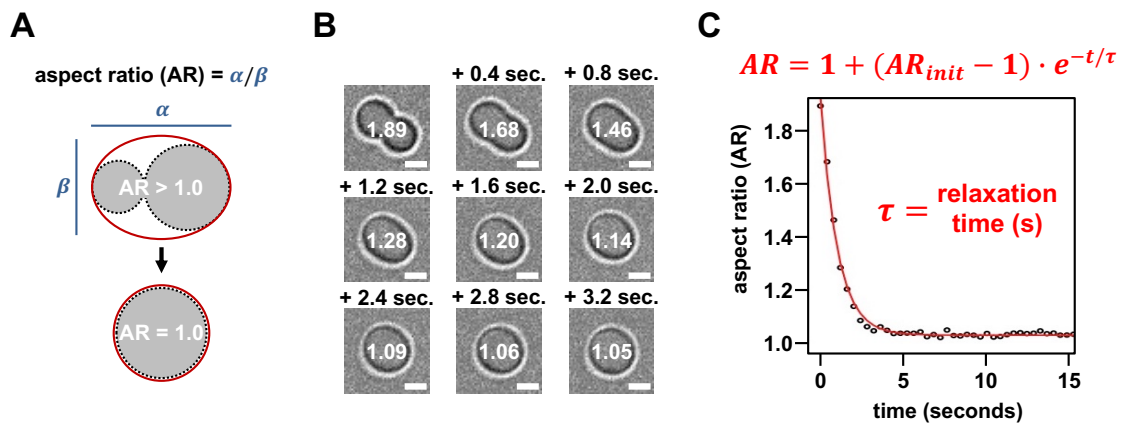 A
aspect ratio (AR) = α/β
α
β
AR > 1.0
AR = 1.0
B
+ 0.4 sec. + 0.8 sec.
1.89 1.68 1.46
+ 1.2 sec. + 1.6 sec. + 2.0 sec.
1.28 1.20 1.14
+ 2.4 sec. + 2.8 sec. + 3.2 sec.
1.09 1.06 1.05
C
AR = 1 + (AR_init − 1) · e^−t/τ
τ = relaxation
time (s)
aspect ratio (AR)
1.8
1.6
1.4
1.2
1.0
0 5 10 15
time (seconds)